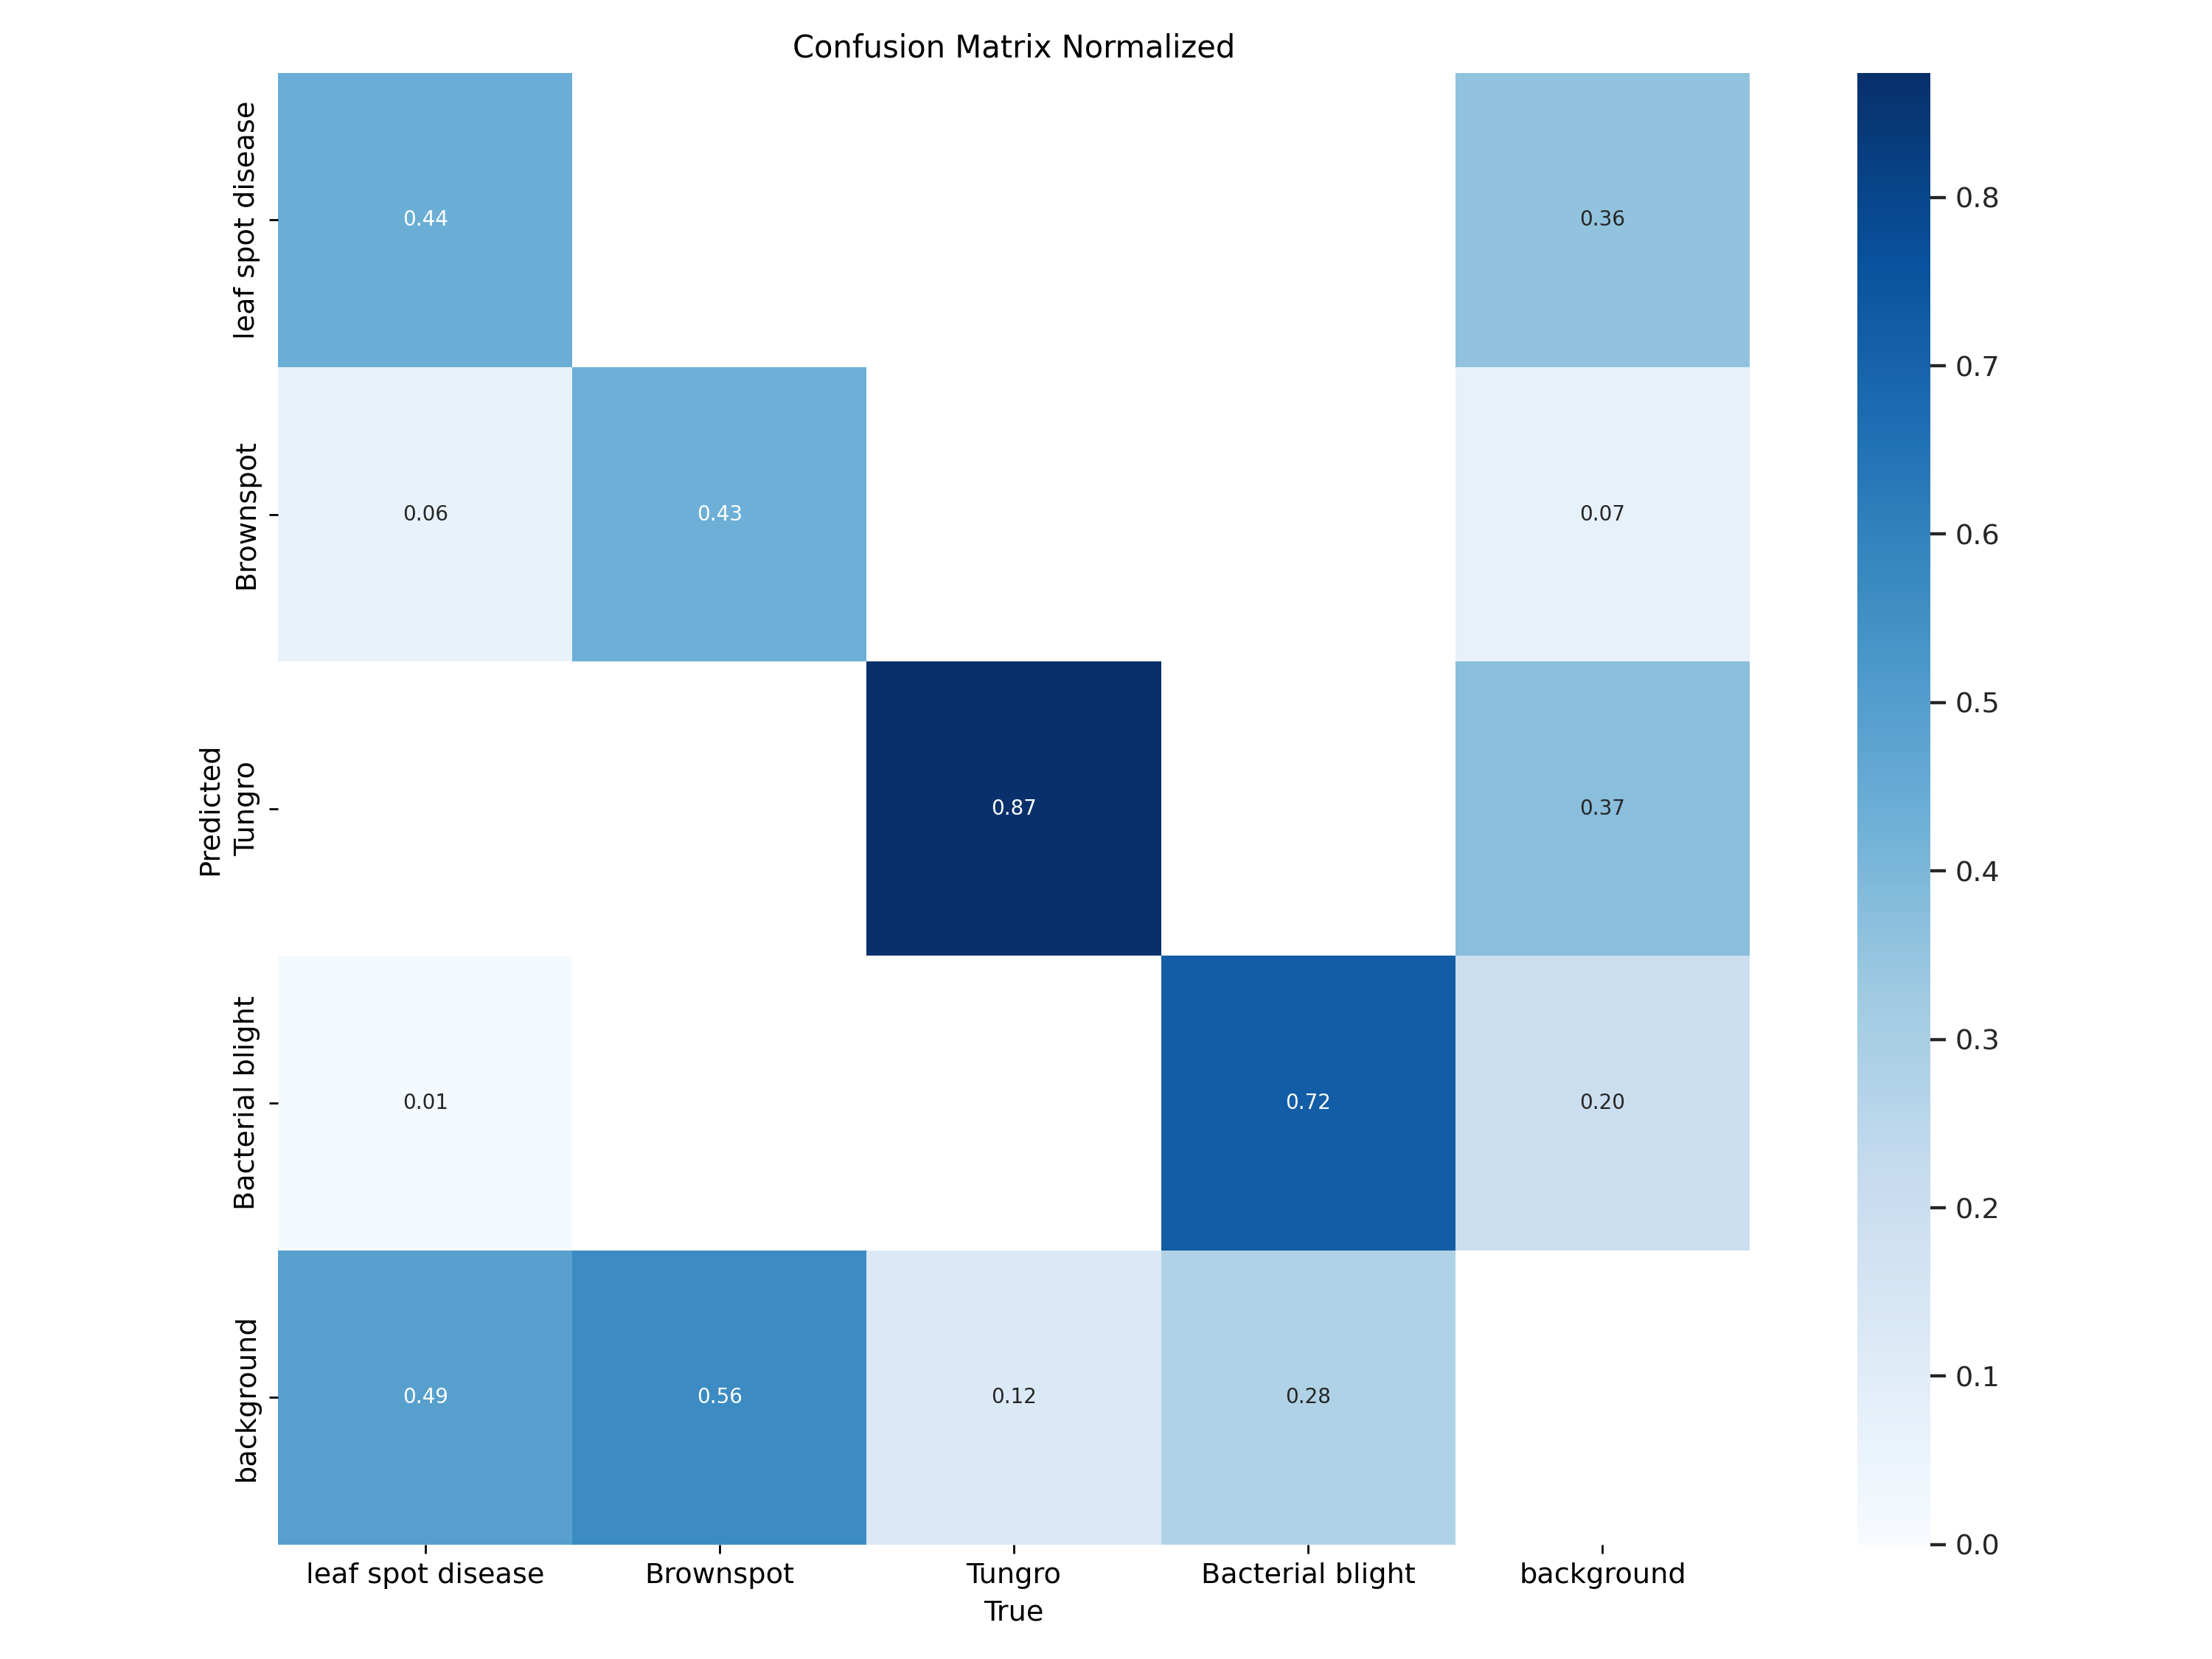 Confusion Matrix Normalized
leaf spot disease
0.44
0.36
0.8
0.7
Brownspot
0.06
0.43
0.07
0.6
0.5
Predicted
Tungro
0.87
0.37
0.4
0.3
Bacterial blight
0.01
0.72
0.20
0.2
0.1
background
0.49
0.56
0.12
0.28
0.0
leaf spot disease Brownspot Tungro Bacterial blight background
True